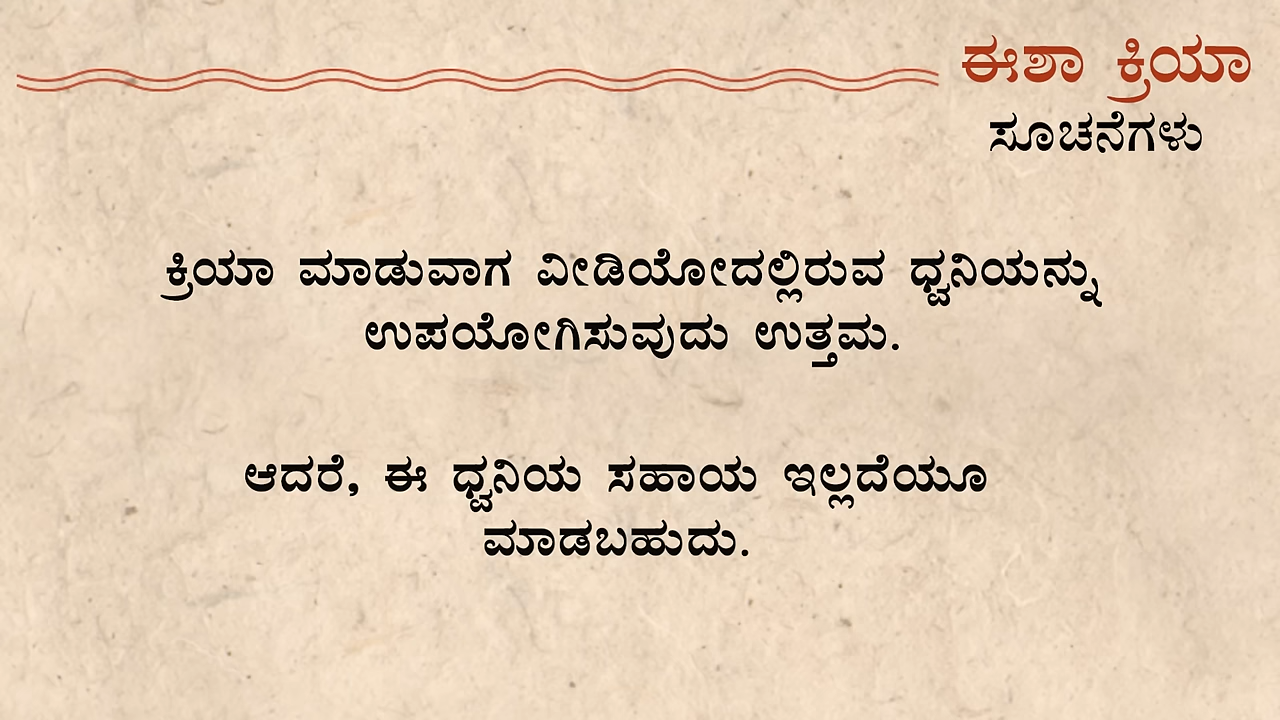 ಈಶಾ ಕ್ರಿಯಾ
ಸೂಚನೆಗಳು
ಕ್ರಿಯಾ ಮಾಡುವಾಗ ವೀಡಿಯೋದಲ್ಲಿರುವ ಧ್ವನಿಯನ್ನು
ಉಪಯೋಗಿಸುವುದು ಉತ್ತಮ.
ಆದರೆ, ಈ ಧ್ವನಿಯ ಸಹಾಯ ಇಲ್ಲದೆಯೂ
ಮಾಡಬಹುದು.